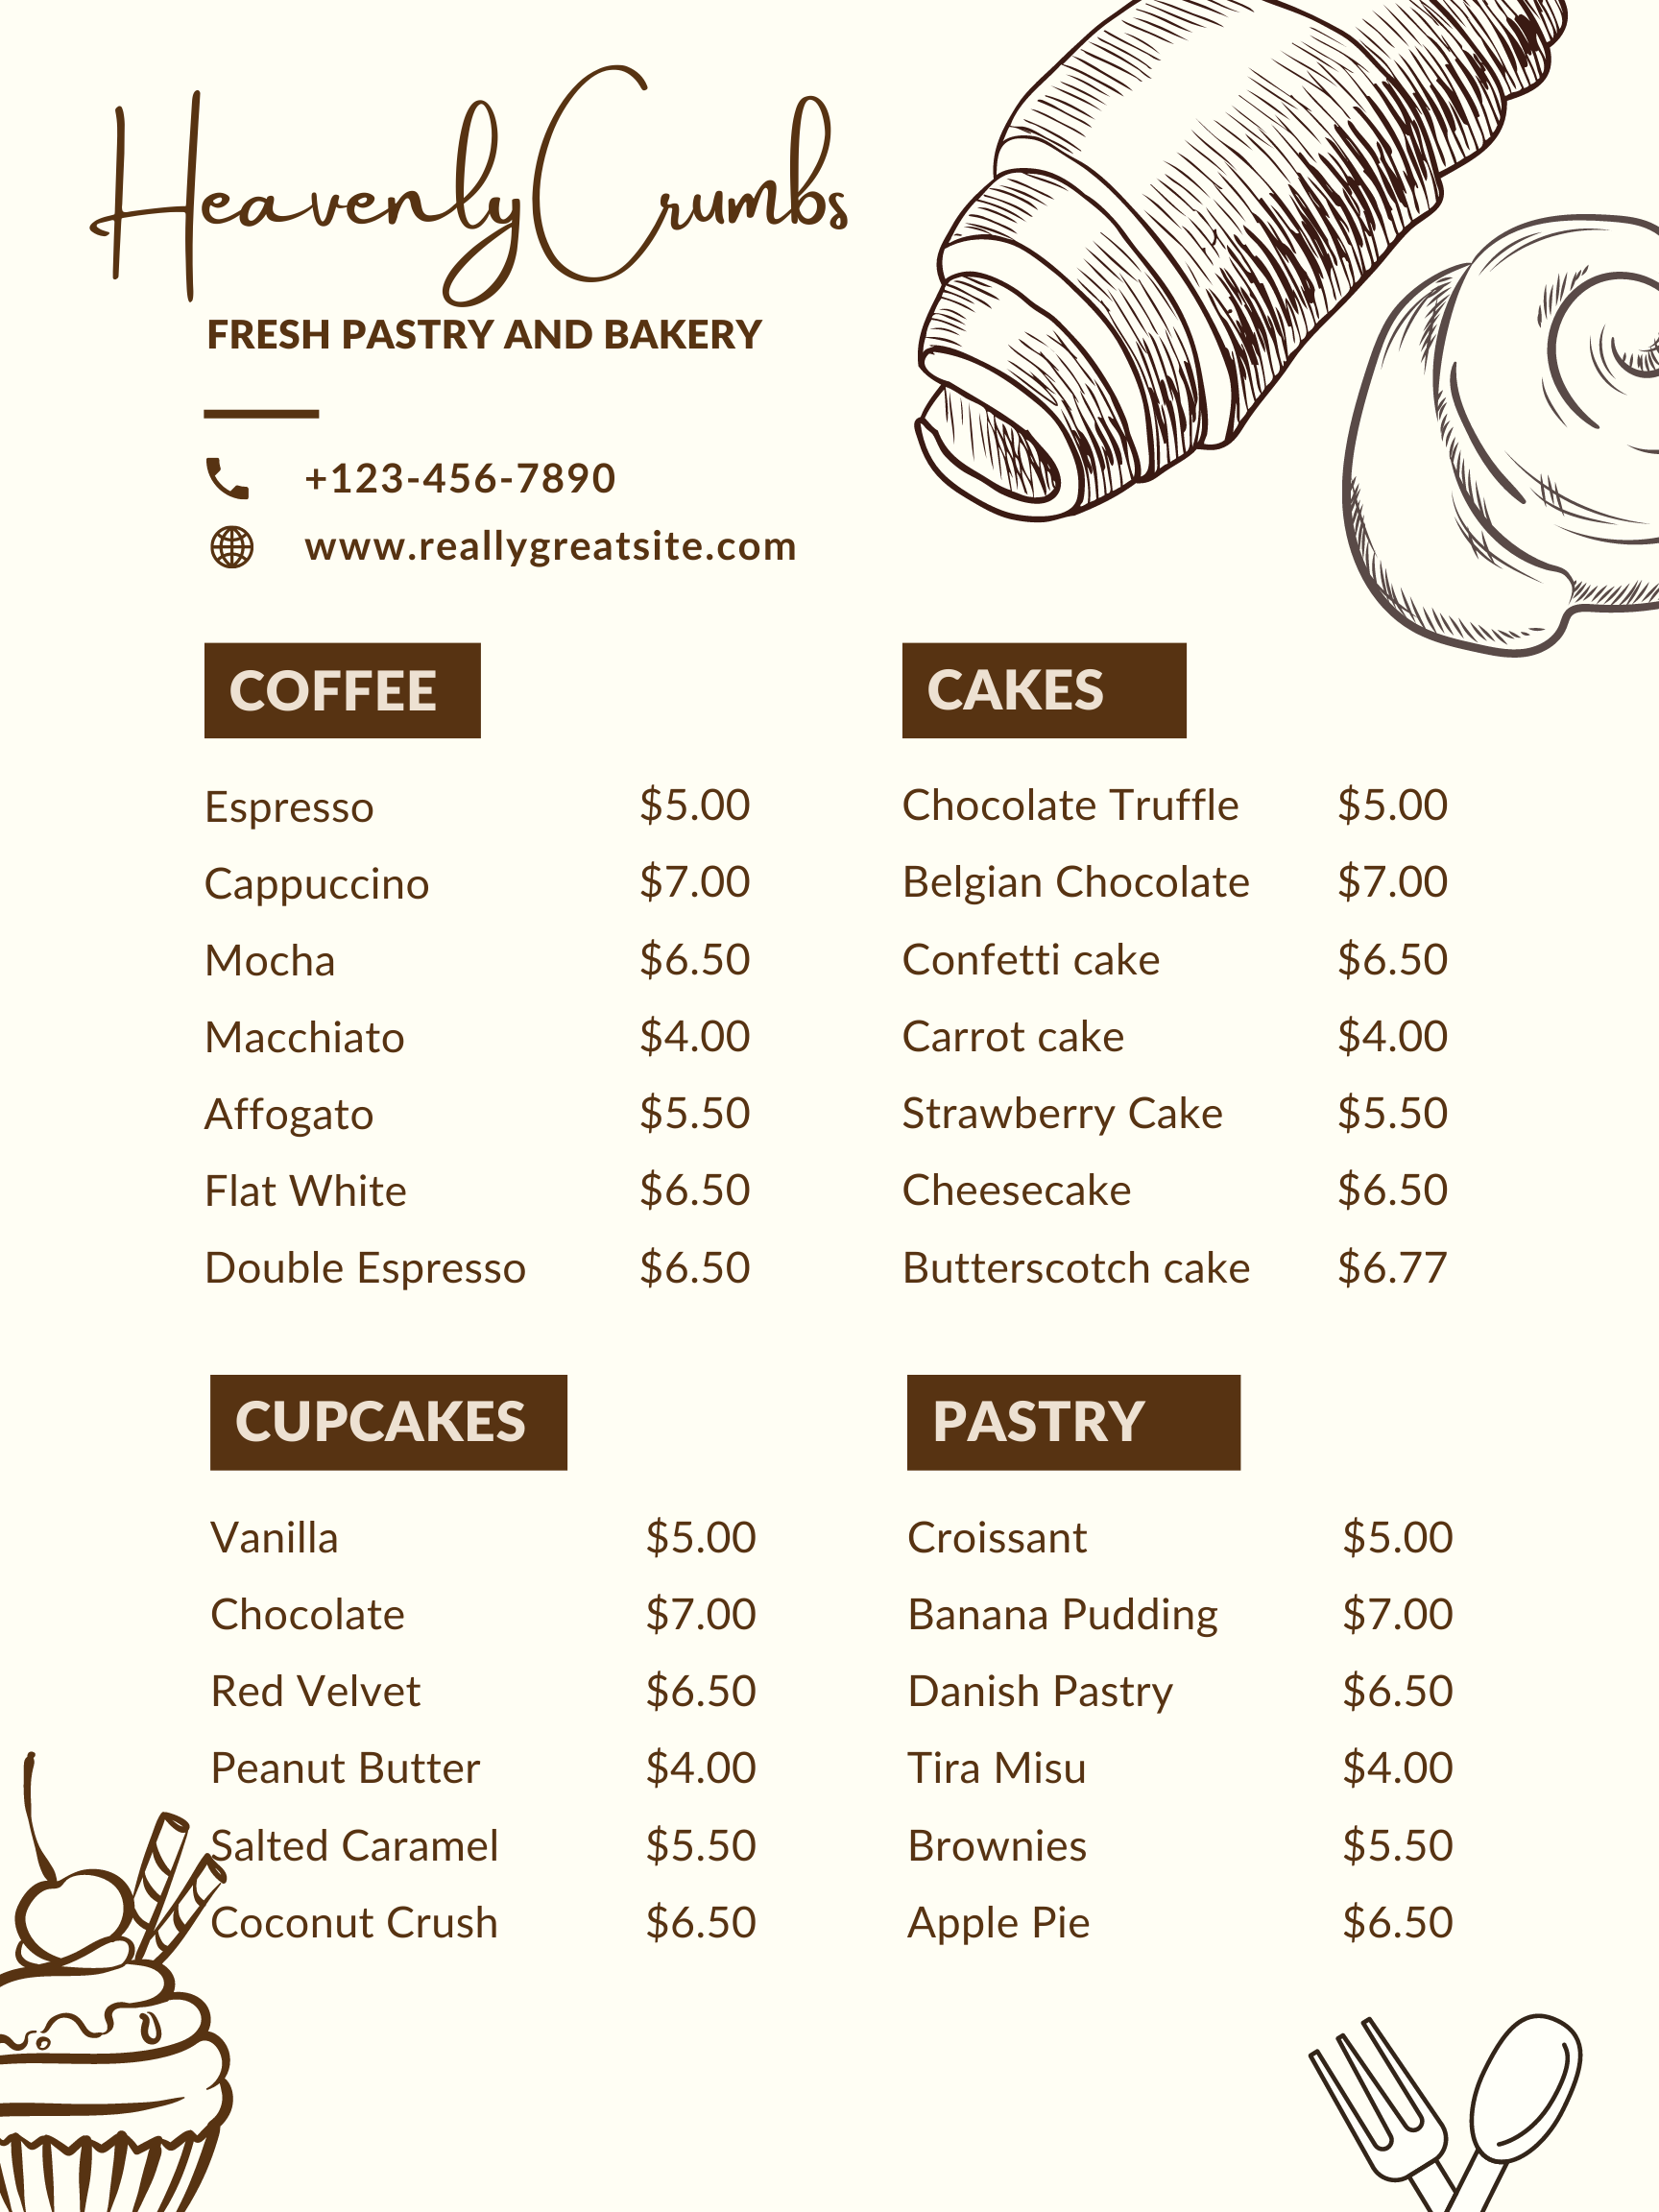 Heavenly Crumbs
FRESH PASTRY AND BAKERY
+123-456-7890
www.reallygreatsite.com
COFFEE
Espresso $5.00
Cappuccino $7.00
Mocha $6.50
Macchiato $4.00
Affogato $5.50
Flat White $6.50
Double Espresso $6.50
CAKES
Chocolate Truffle $5.00
Belgian Chocolate $7.00
Confetti cake $6.50
Carrot cake $4.00
Strawberry Cake $5.50
Cheesecake $6.50
Butterscotch cake $6.77
CUPCAKES
Vanilla $5.00
Chocolate $7.00
Red Velvet $6.50
Peanut Butter $4.00
Salted Caramel $5.50
Coconut Crush $6.50
PASTRY
Croissant $5.00
Banana Pudding $7.00
Danish Pastry $6.50
Tira Misu $4.00
Brownies $5.50
Apple Pie $6.50